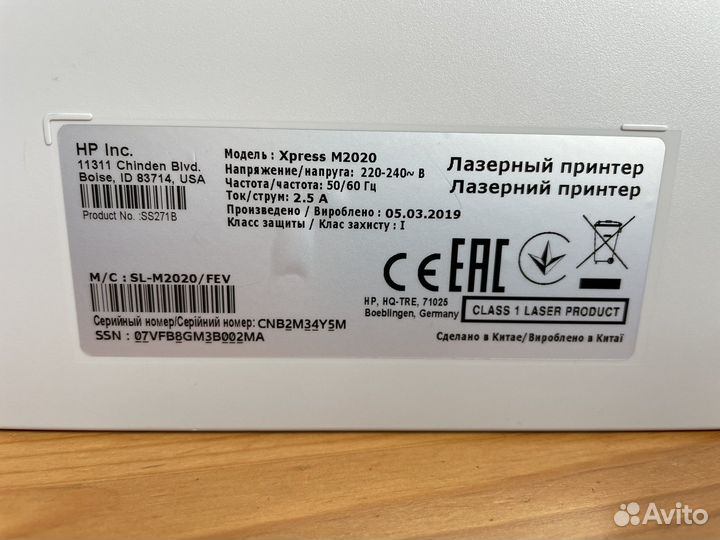 HP Inc.
11311 Chinden Blvd.
Boise, ID 83714, USA
Product No. :SS271B
M/C : SL-M2020/FEV
Серийный номер/Серійний номер: CNB2M34Y5M
SSN : 07VFB8GM3B002MA
Модель : Xpress M2020
Напряжение/напруга: 220-240~ В
Частота/частота: 50/60 Гц
Ток/струм: 2.5 А
Произведено / Вироблено : 05.03.2019
Класс защиты / Клас захисту : I
Лазерный принтер
Лазерний принтер
CE EAC
HP, HQ-TRE, 71025
Boeblingen, Germany
CLASS 1 LASER PRODUCT
Сделано в Китае/Вироблено в Китаї
Avito